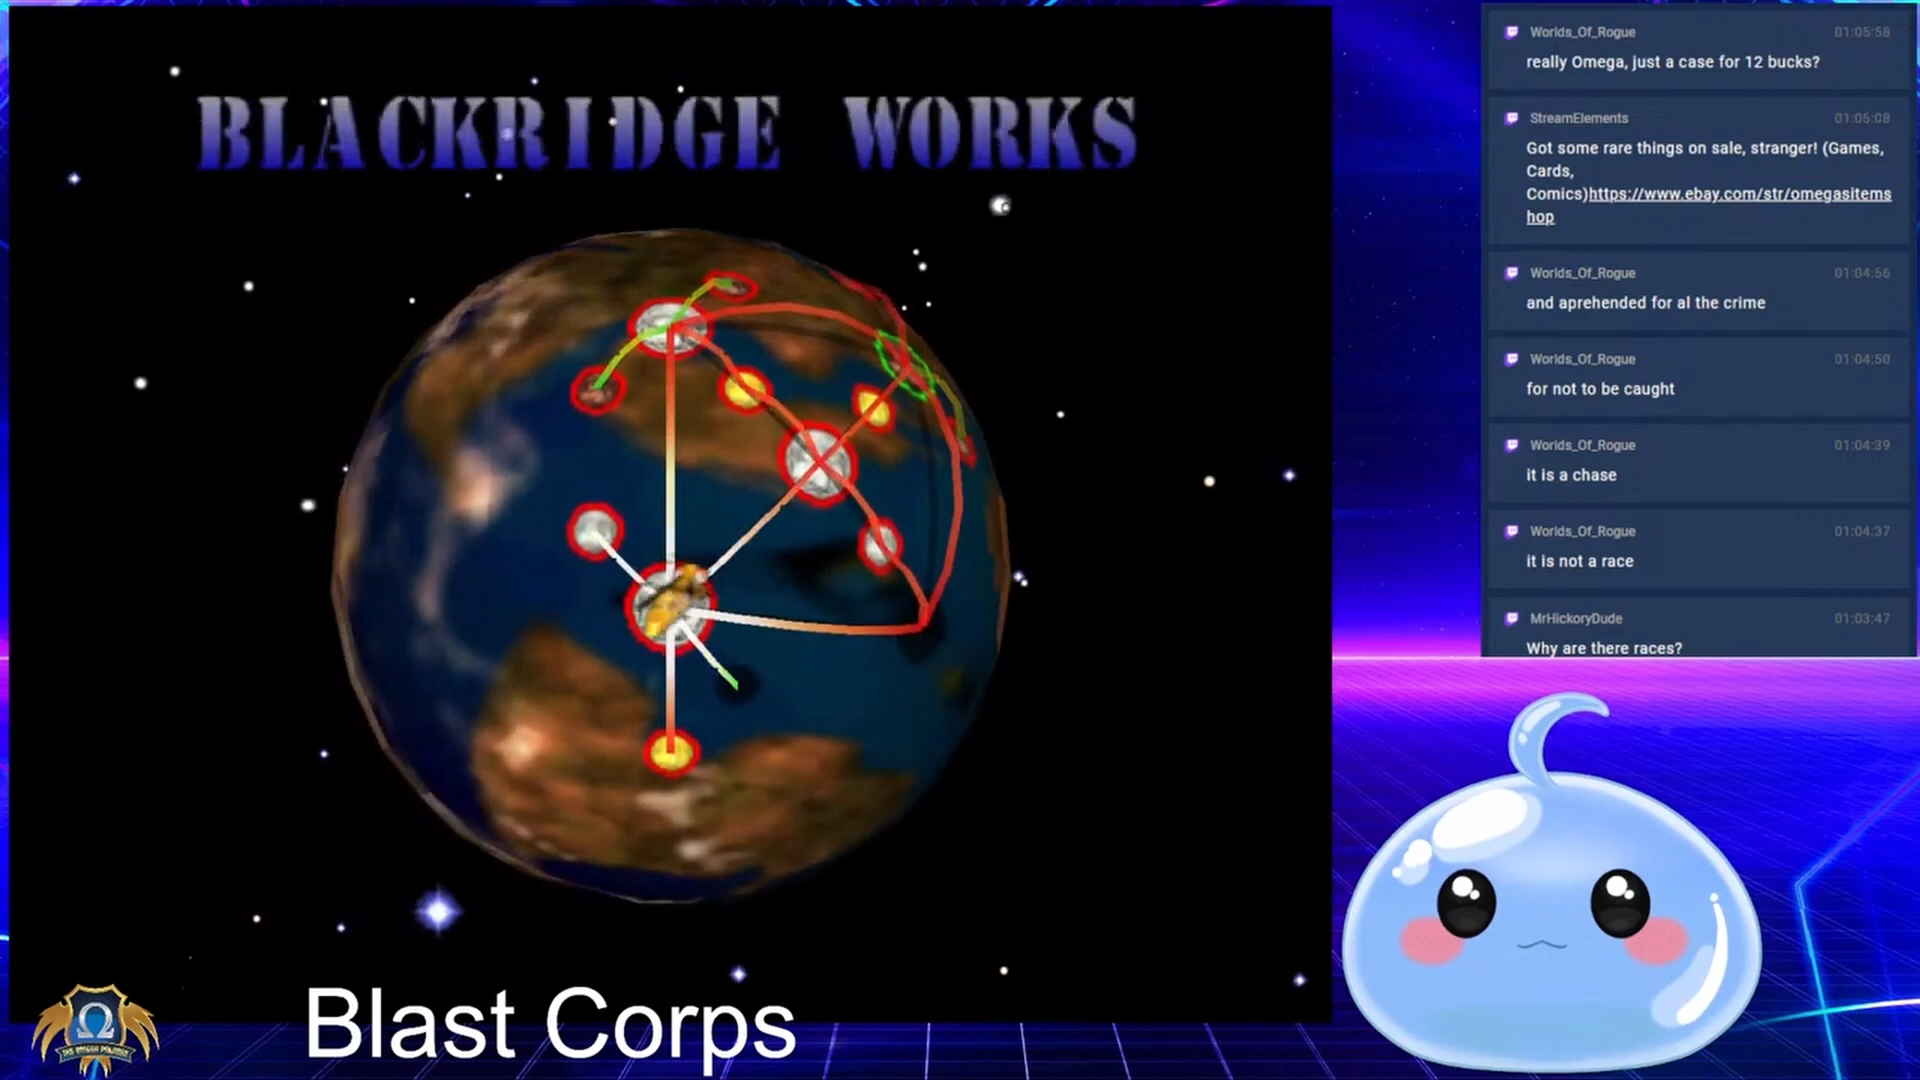 BLACKRIDGE WORKS
Worlds_Of_Rogue 01:05:58
really Omega, just a case for 12 bucks?
StreamElements 01:05:08
Got some rare things on sale, stranger! (Games,
Cards,
Comics)https://www.ebay.com/str/omegasitems
hop
Worlds_Of_Rogue 01:04:56
and aprehended for al the crime
Worlds_Of_Rogue 01:04:50
for not to be caught
Worlds_Of_Rogue 01:04:39
it is a chase
Worlds_Of_Rogue 01:04:37
it is not a race
MrHickoryDude 01:03:47
Why are there races?
Ω
Blast Corps